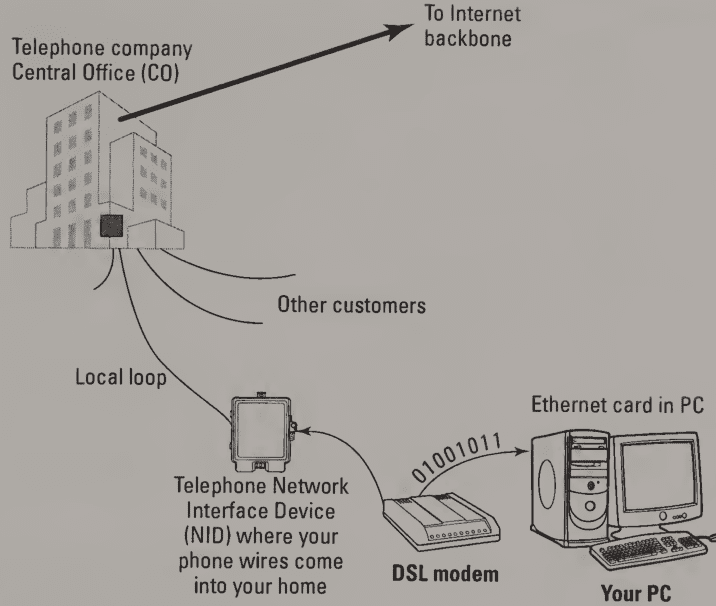 To Internet
backbone
Telephone company
Central Office (CO)
Other customers
Local loop
Ethernet card in PC
01001011
Telephone Network
Interface Device
(NID) where your
phone wires come
into your home
DSL modem
Your PC